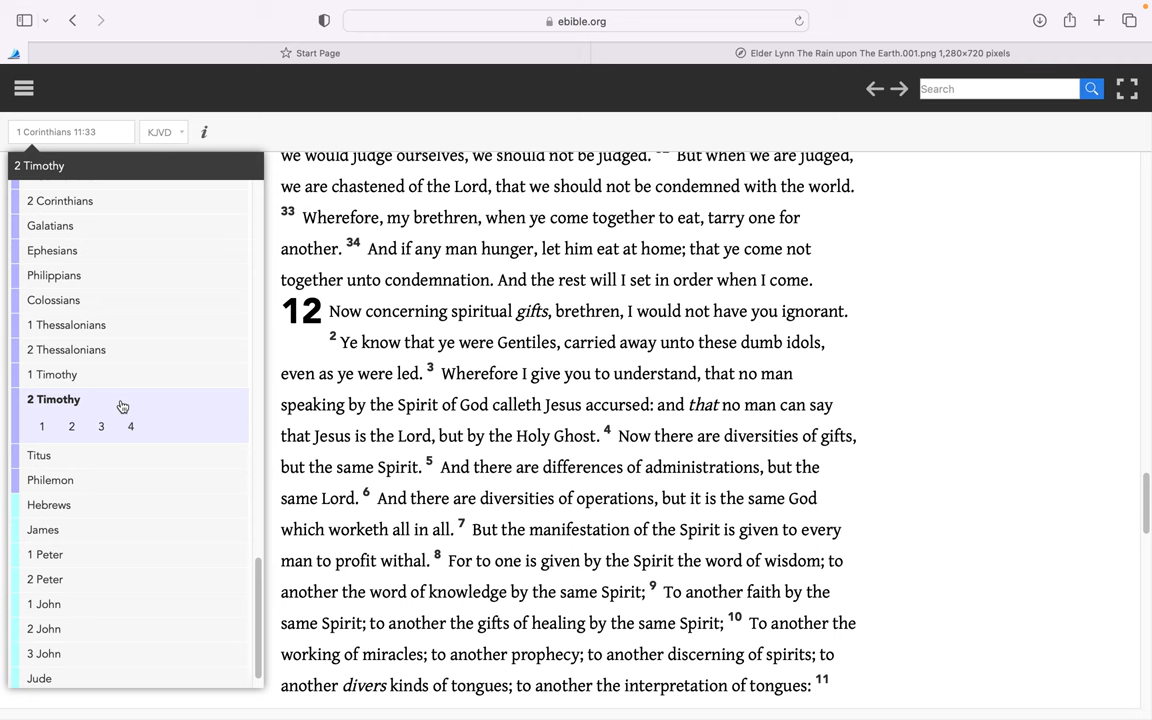 ebible.org
Start Page
Elder Lynn The Rain upon The Earth.001.png 1,280×720 pixels
Search
1 Corinthians 11:33
KJVD
i
2 Timothy
2 Corinthians
Galatians
Ephesians
Philippians
Colossians
1 Thessalonians
2 Thessalonians
1 Timothy
2 Timothy
1 2 3 4
Titus
Philemon
Hebrews
James
1 Peter
2 Peter
1 John
2 John
3 John
Jude
we would judge ourselves, we should not be judged. But when we are judged,
we are chastened of the Lord, that we should not be condemned with the world.
33 Wherefore, my brethren, when ye come together to eat, tarry one for
another. 34 And if any man hunger, let him eat at home; that ye come not
together unto condemnation. And the rest will I set in order when I come.
12 Now concerning spiritual gifts, brethren, I would not have you ignorant.
2 Ye know that ye were Gentiles, carried away unto these dumb idols,
even as ye were led. 3 Wherefore I give you to understand, that no man
speaking by the Spirit of God calleth Jesus accursed: and that no man can say
that Jesus is the Lord, but by the Holy Ghost. 4 Now there are diversities of gifts,
but the same Spirit. 5 And there are differences of administrations, but the
same Lord. 6 And there are diversities of operations, but it is the same God
which worketh all in all. 7 But the manifestation of the Spirit is given to every
man to profit withal. 8 For to one is given by the Spirit the word of wisdom; to
another the word of knowledge by the same Spirit; 9 To another faith by the
same Spirit; to another the gifts of healing by the same Spirit; 10 To another the
working of miracles; to another prophecy; to another discerning of spirits; to
another divers kinds of tongues; to another the interpretation of tongues: 11